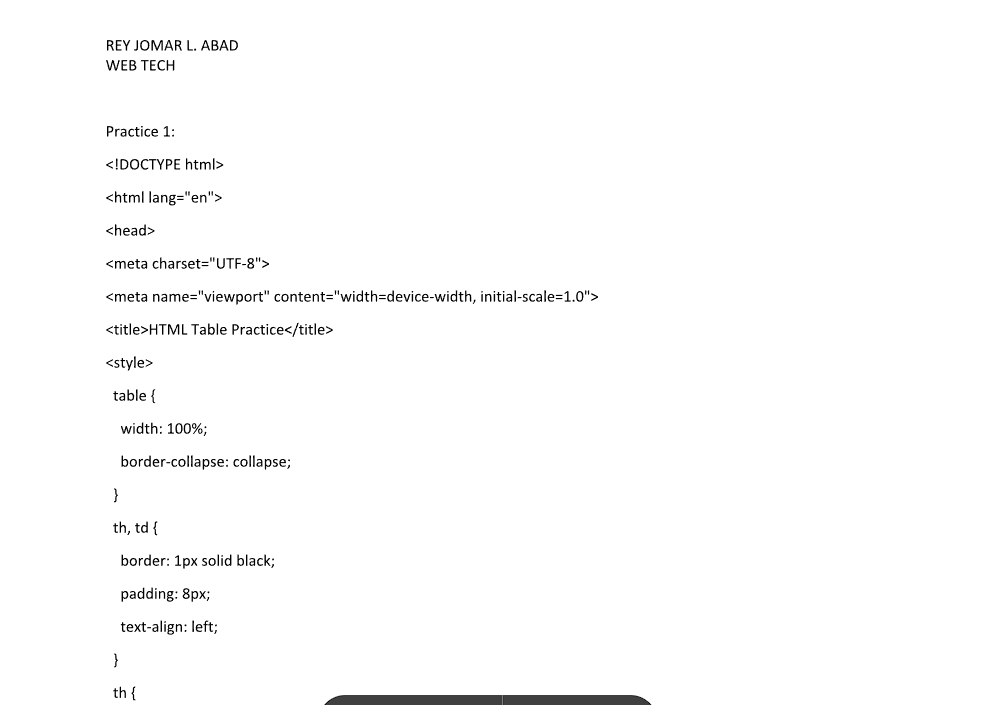 REY JOMAR L. ABAD
WEB TECH
Practice 1:
<!DOCTYPE html>
<html lang="en">
<head>
<meta charset="UTF-8">
<meta name="viewport" content="width=device-width, initial-scale=1.0">
<title>HTML Table Practice</title>
<style>
table {
width: 100%;
border-collapse: collapse;
}
th, td {
border: 1px solid black;
padding: 8px;
text-align: left;
}
th {